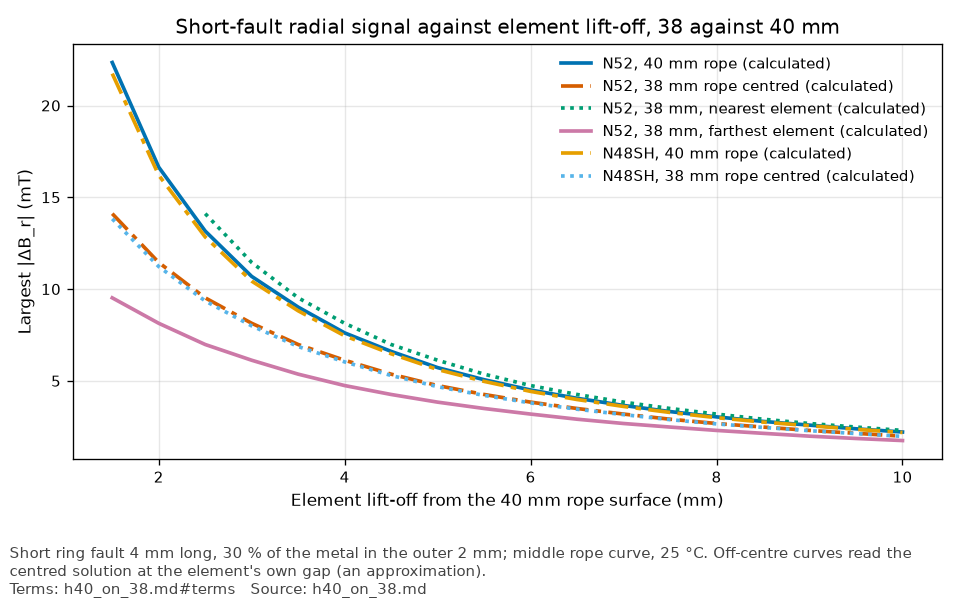 Short-fault radial signal against element lift-off, 38 against 40 mm
N52, 40 mm rope (calculated)
N52, 38 mm rope centred (calculated)
N52, 38 mm, nearest element (calculated)
N52, 38 mm, farthest element (calculated)
N48SH, 40 mm rope (calculated)
N48SH, 38 mm rope centred (calculated)
Largest |ΔB_r| (mT)
20
15
10
5
2
4
6
8
10
Element lift-off from the 40 mm rope surface (mm)
Short ring fault 4 mm long, 30 % of the metal in the outer 2 mm; middle rope curve, 25 °C. Off-centre curves read the
centred solution at the element's own gap (an approximation).
Terms: h40_on_38.md#terms   Source: h40_on_38.md